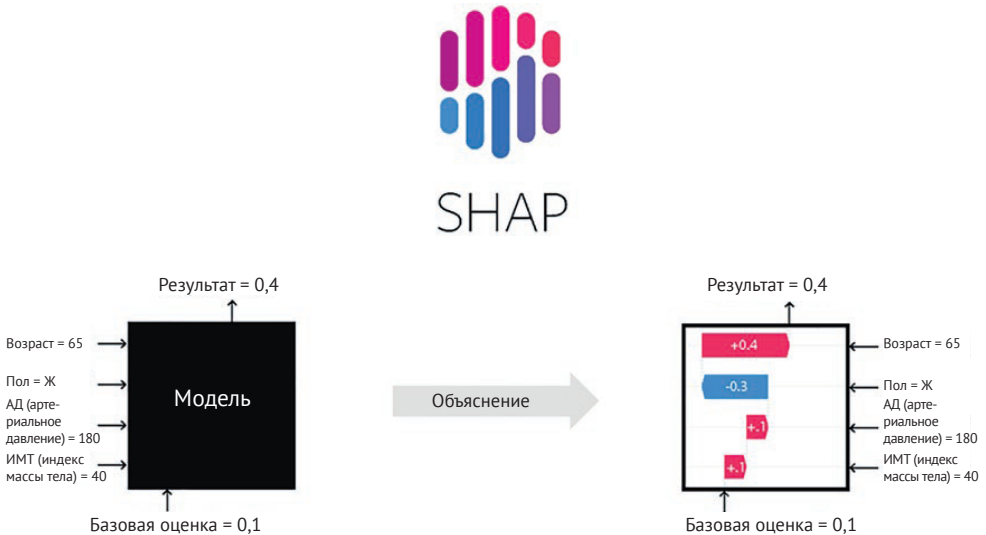 SHAP
Результат = 0,4
Возраст = 65
Пол = Ж
АД (арте-
риальное
давление) = 180
ИМТ (индекс
массы тела) = 40
Модель
Базовая оценка = 0,1
Объяснение
Результат = 0,4
+0.4
-0.3
+.1
+.1
Возраст = 65
Пол = Ж
АД (арте-
риальное
давление) = 180
ИМТ (индекс
массы тела) = 40
Базовая оценка = 0,1